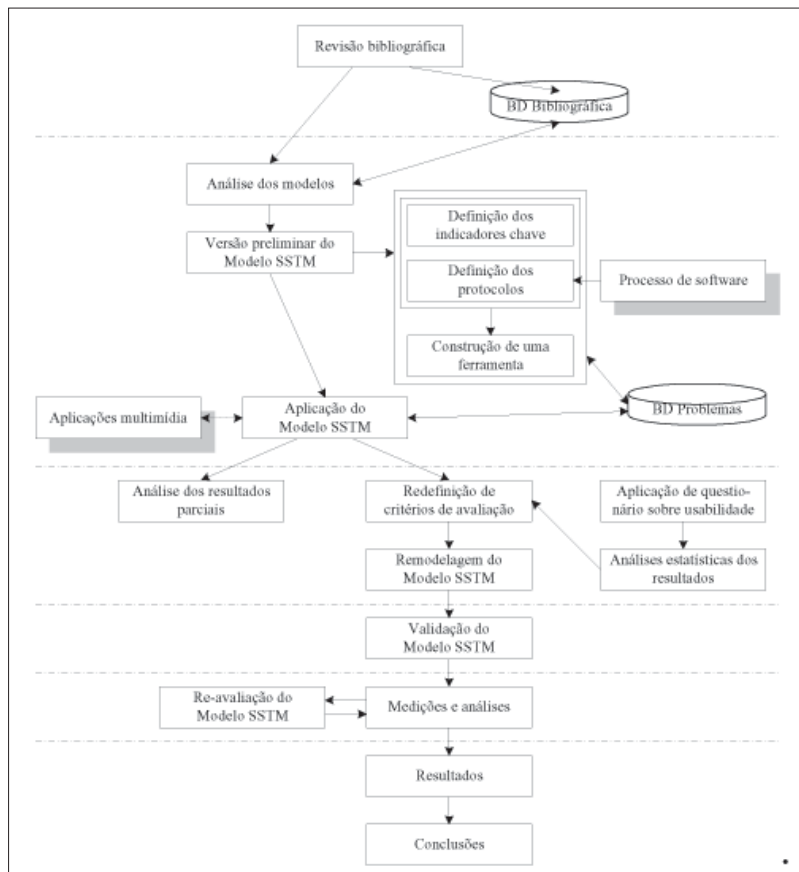 Revisão bibliográfica
BD Bibliográfica
Análise dos modelos
Versão preliminar do
Modelo SSTM
Definição dos
indicadores chave
Definição dos
protocolos
Processo de software
Construção de uma
ferramenta
Aplicações multimídia
Aplicação do
Modelo SSTM
BD Problemas
Análise dos resultados
parciais
Redefinição de
critérios de avaliação
Aplicação de questio-
nário sobre usabilidade
Remodelagem do
Modelo SSTM
Análises estatísticas dos
resultados
Validação do
Modelo SSTM
Re-avaliação do
Modelo SSTM
Medições e análises
Resultados
Conclusões